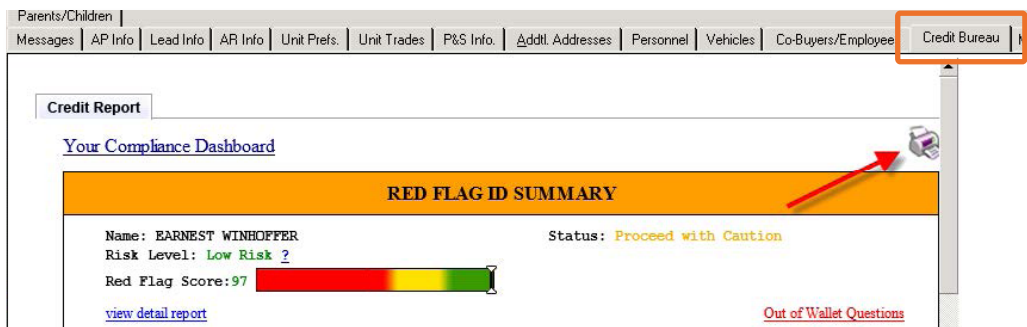 Parents/Children
Messages AP Info Lead Info AR Info Unit Prefs. Unit Trades P&S Info. Addtl. Addresses Personnel Vehicles Co-Buyers/Employee Credit Bureau
Credit Report
Your Compliance Dashboard
RED FLAG ID SUMMARY
Name: EARNEST WINHOFFER Status: Proceed with Caution
Risk Level: Low Risk ?
Red Flag Score:97
view detail report Out of Wallet Questions